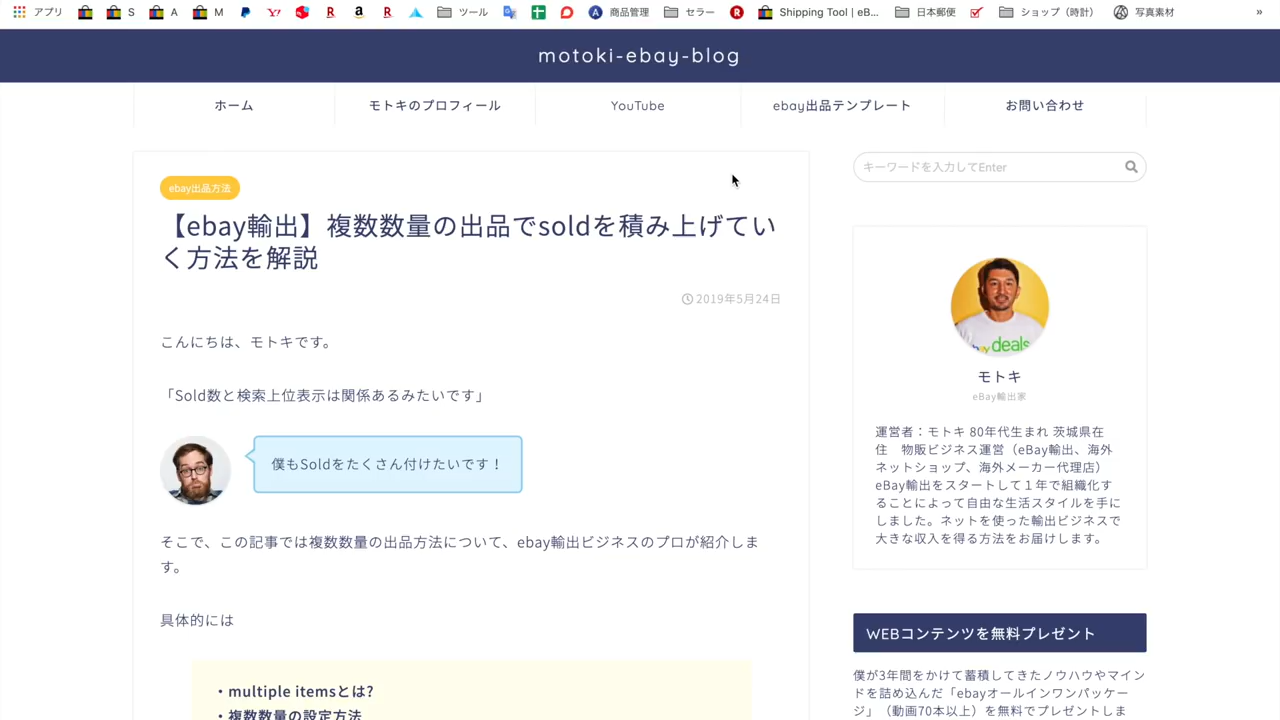 アプリ S A M ツール 商品管理 セラー Shipping Tool | eB... 日本郵便 ショップ（時計） 写真素材 »
motoki-ebay-blog
ホーム モトキのプロフィール YouTube ebay出品テンプレート お問い合わせ
キーワードを入力してEnter
ebay出品方法
【ebay輸出】複数数量の出品でsoldを積み上げてい
く方法を解説
2019年5月24日
こんにちは、モトキです。
「Sold数と検索上位表示は関係あるみたいです」
僕もSoldをたくさん付けたいです！
そこで、この記事では複数数量の出品方法について、ebay輸出ビジネスのプロが紹介しま
す。
具体的には
・multiple itemsとは?
・複数数量の設定方法
deals
モトキ
eBay輸出家
運営者：モトキ 80年代生まれ 茨城県在
住　物販ビジネス運営（eBay輸出、海外
ネットショップ、海外メーカー代理店）
eBay輸出をスタートして１年で組織化す
ることによって自由な生活スタイルを手に
しました。ネットを使った輸出ビジネスで
大きな収入を得る方法をお届けします。
WEBコンテンツを無料プレゼント
僕が3年間をかけて蓄積してきたノウハウやマイン
ドを詰め込んだ「ebayオールインワンパッケー
ジ」（動画70本以上）を無料でプレゼントしま